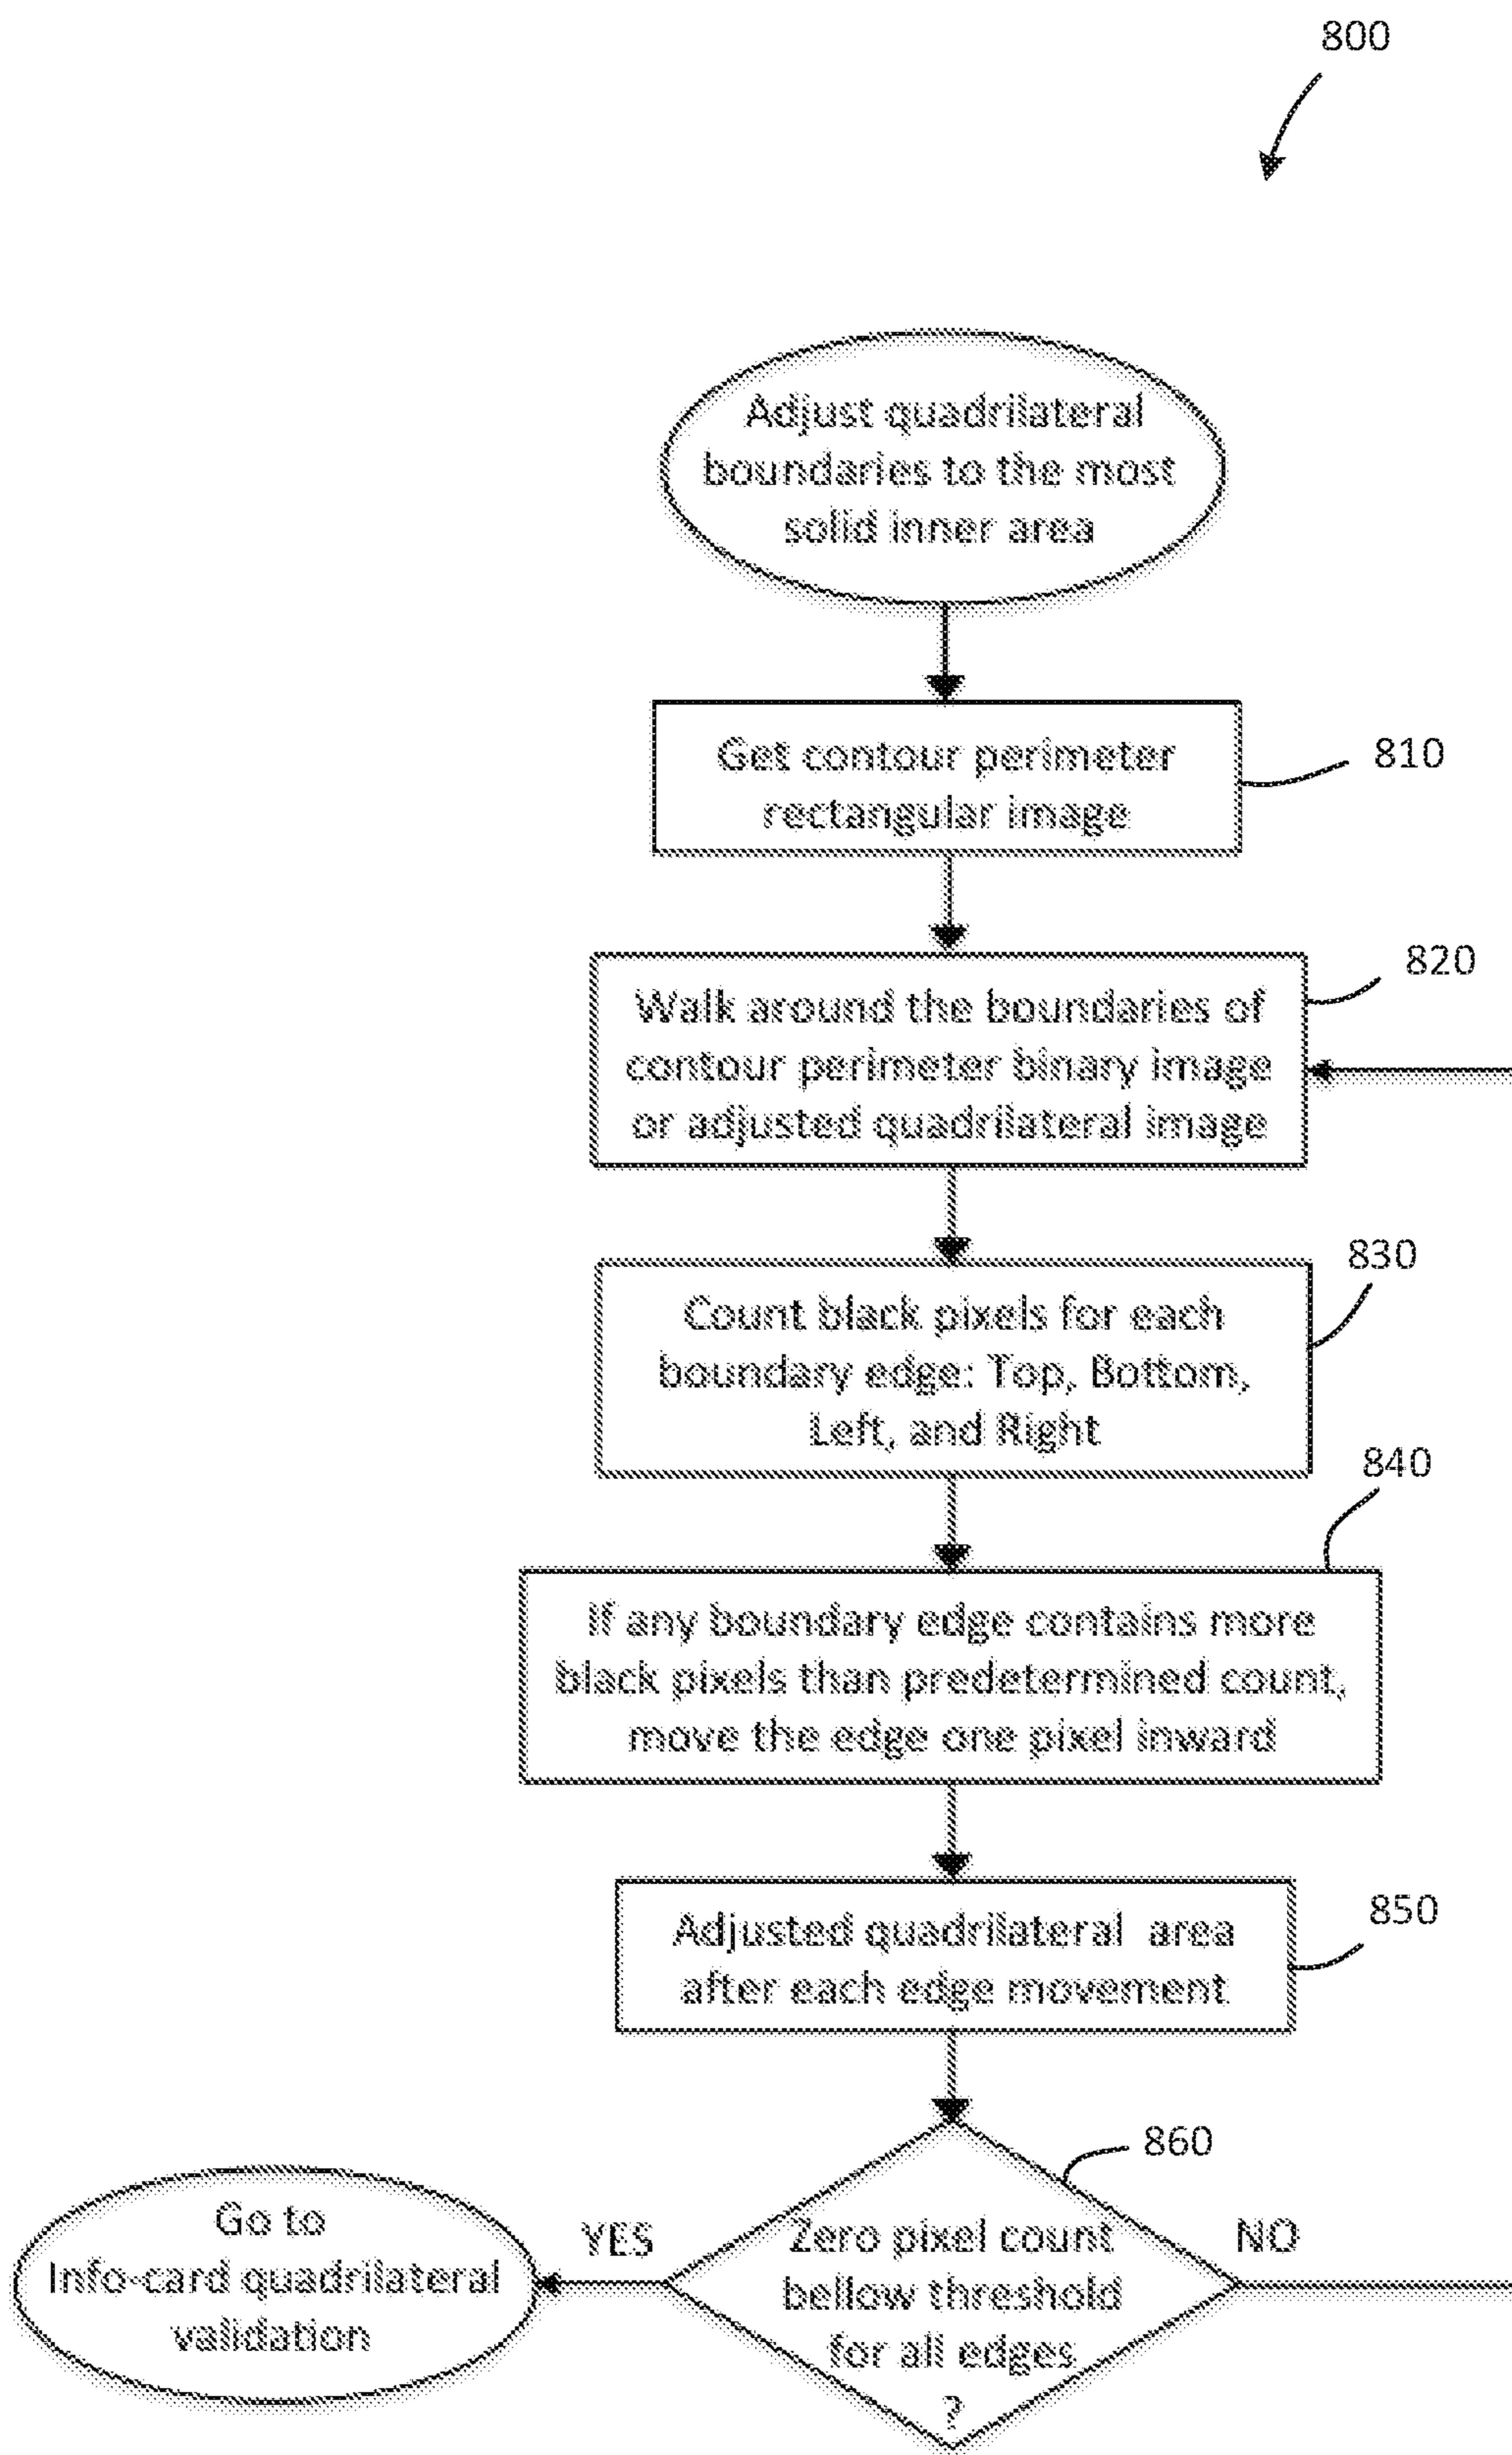 800
Adjust quadrilateral
boundaries to the most
solid inner area
Get contour perimeter
rectangular image
810
820
Walk around the boundaries of
contour perimeter binary image
or adjusted quadrilateral image
830
Count black pixels for each
boundary edge: Top, Bottom,
Left, and Right
840
If any boundary edge contains more
black pixels than predetermined count,
move the edge one pixel inward
850
Adjusted quadrilateral area
after each edge movement
860
Zero pixel count
bellow threshold
for all edges
?
YES
NO
Go to
Info-card quadrilateral
validation